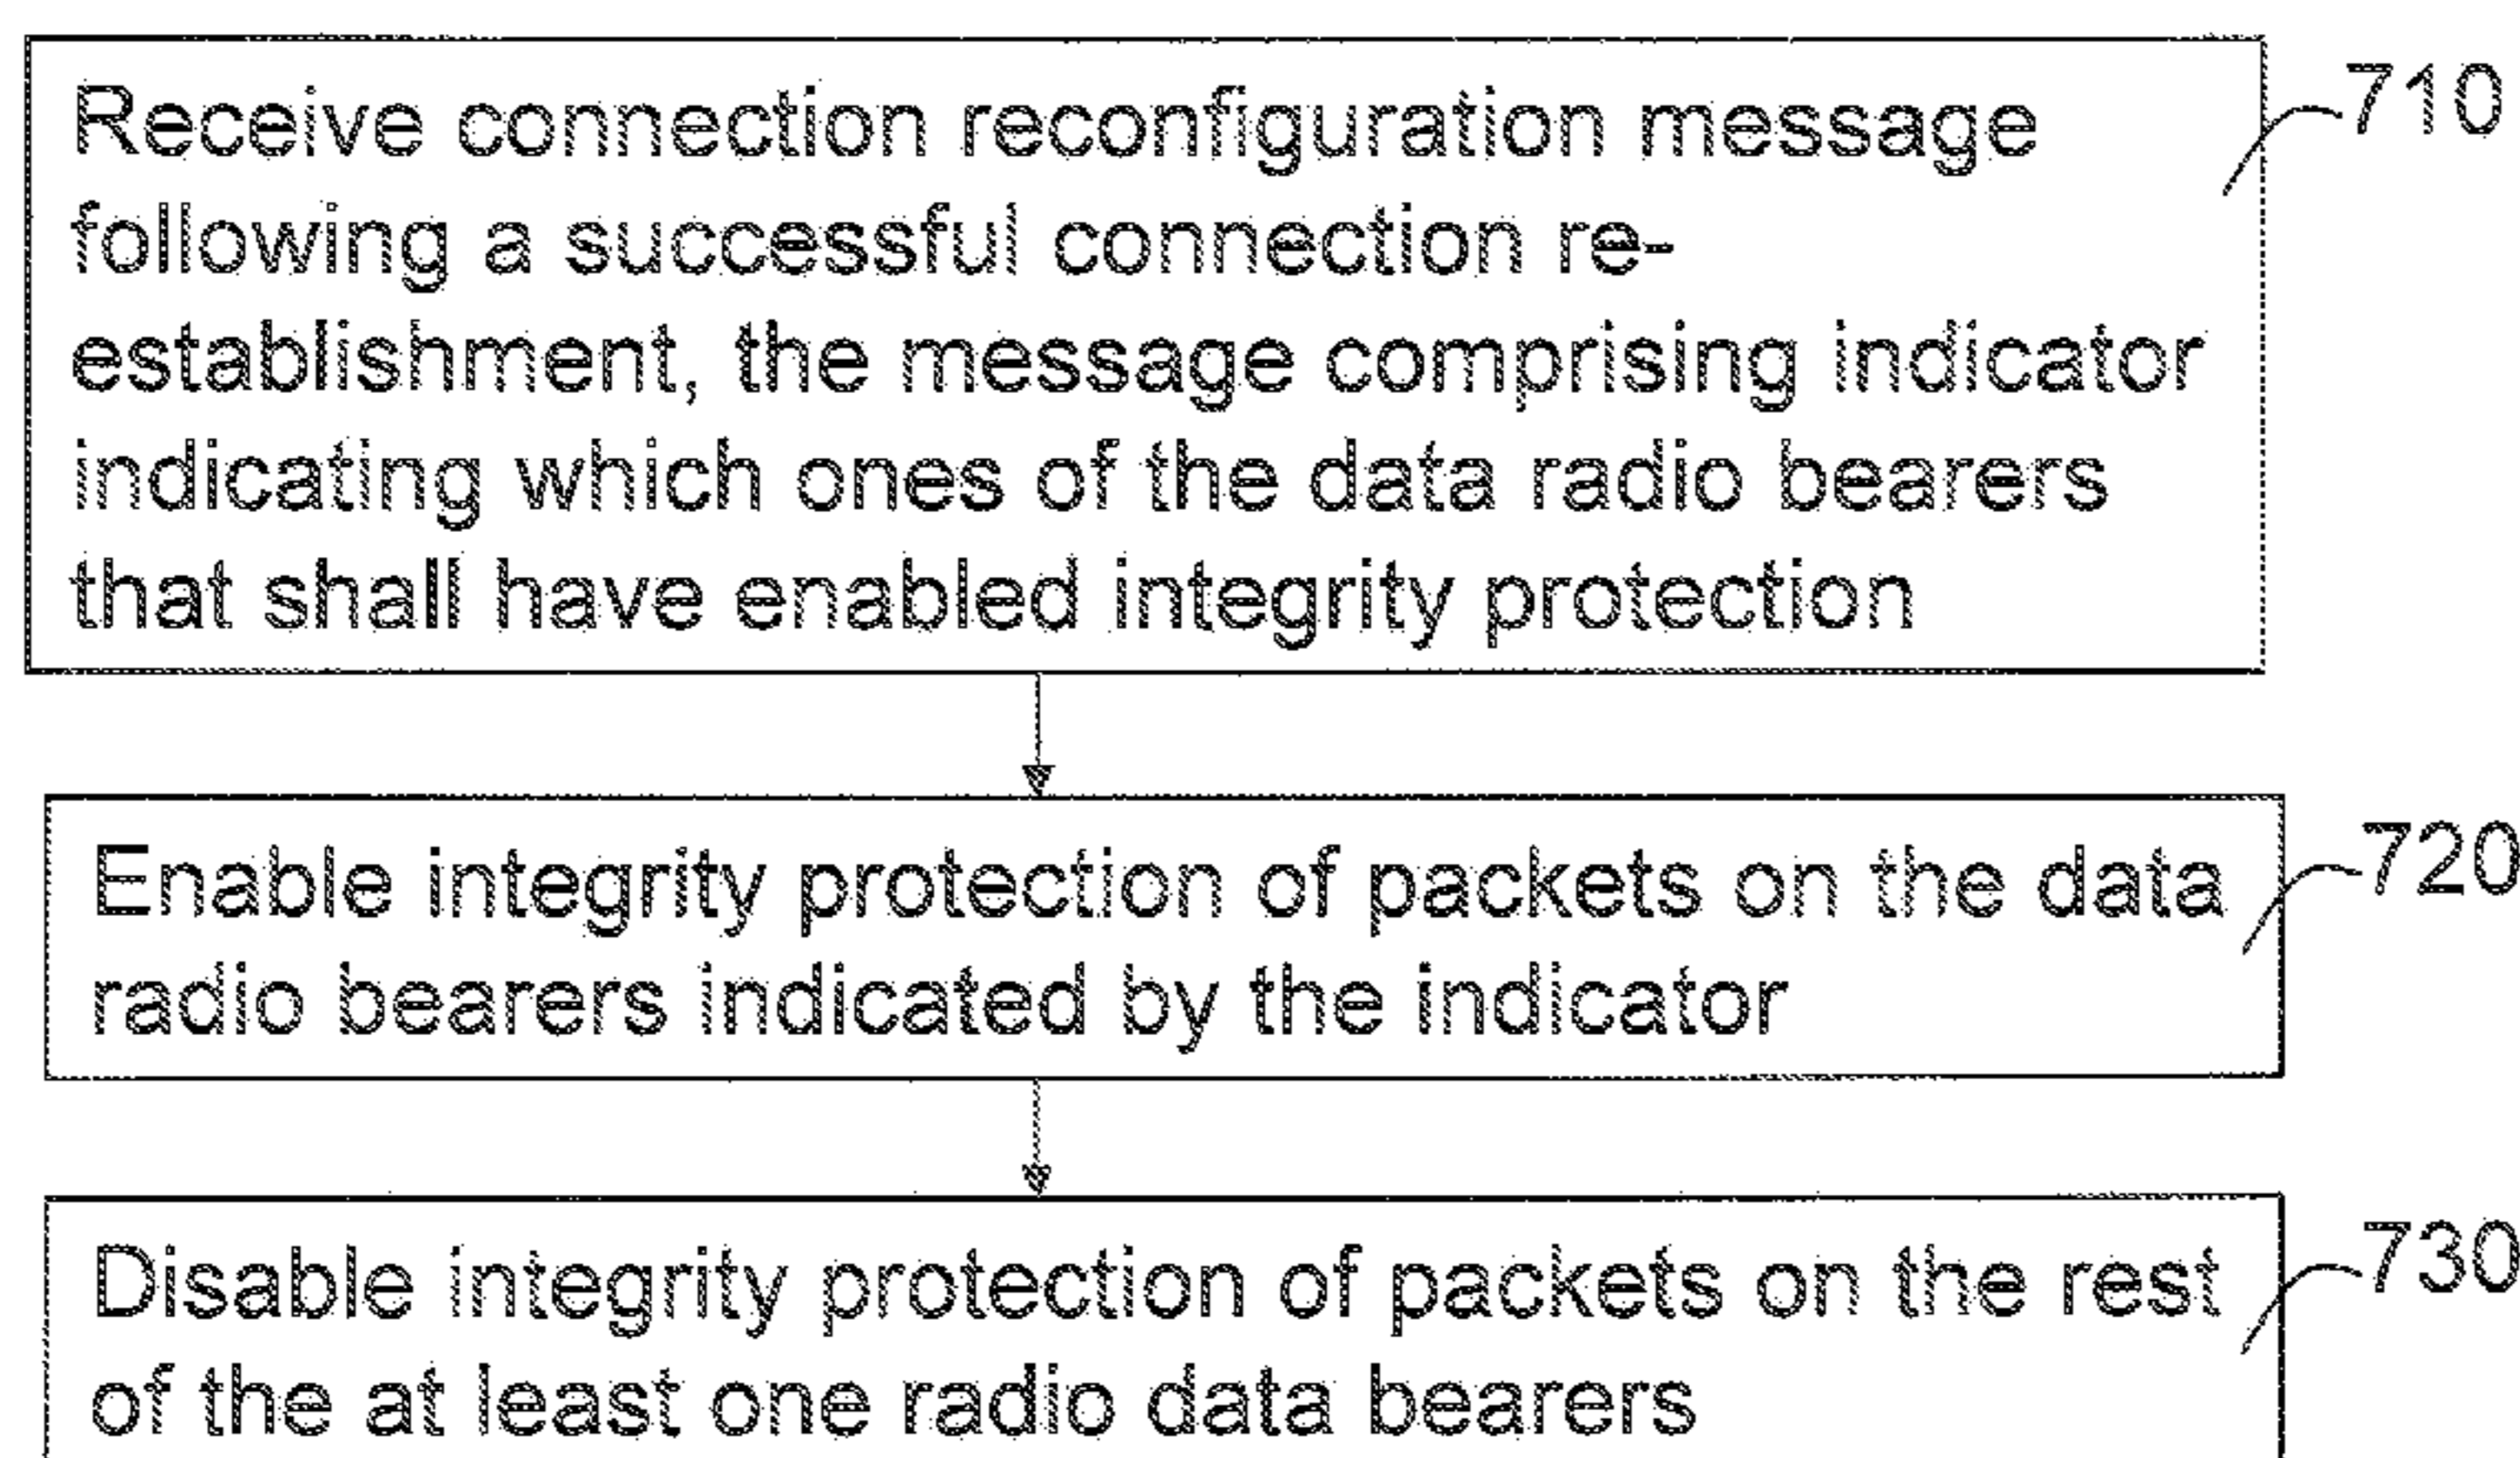 Receive connection reconfiguration message
710
following a successful connection re-
establishment, the message comprising indicator
indicating which ones of the data radio bearers
that shall have enabled integrity protection
Enable integrity protection of packets on the data
720
radio bearers indicated by the indicator
Disable integrity protection of packets on the rest
730
of the at least one radio data bearers